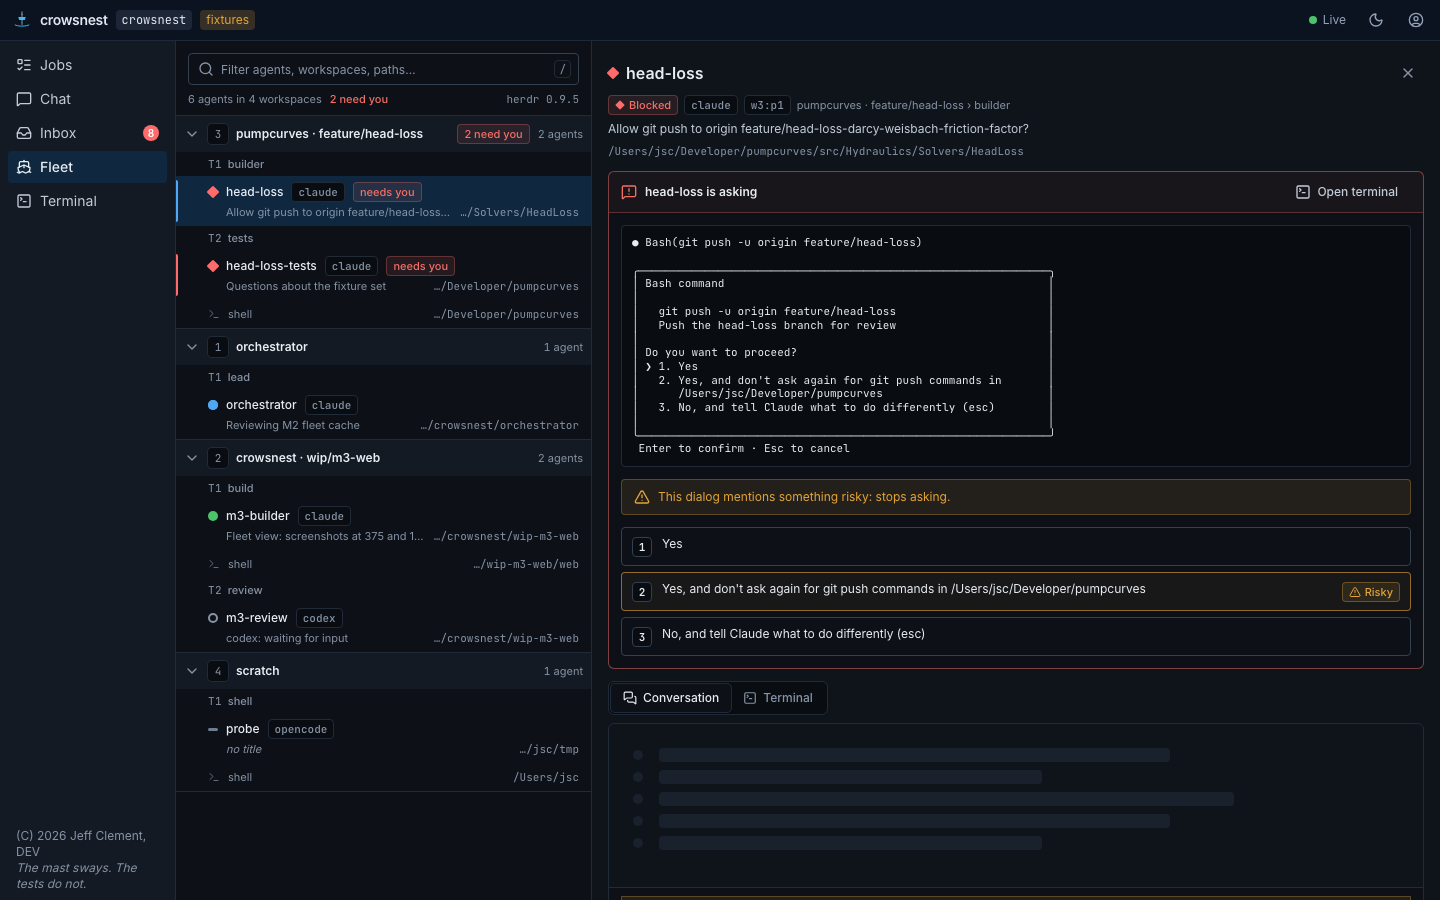 crowsnest crowsnest fixtures
Live
Jobs
Chat
Inbox 8
Fleet
Terminal
(C) 2026 Jeff Clement,
DEV
The mast sways. The
tests do not.
Filter agents, workspaces, paths... /
6 agents in 4 workspaces 2 need you herdr 0.9.5
3 pumpcurves · feature/head-loss 2 need you 2 agents
T1 builder
head-loss claude needs you
Allow git push to origin feature/head-loss… …/Solvers/HeadLoss
T2 tests
head-loss-tests claude needs you
Questions about the fixture set …/Developer/pumpcurves
>_ shell …/Developer/pumpcurves
1 orchestrator 1 agent
T1 lead
orchestrator claude
Reviewing M2 fleet cache …/crowsnest/orchestrator
2 crowsnest · wip/m3-web 2 agents
T1 build
m3-builder claude
Fleet view: screenshots at 375 and 1… …/crowsnest/wip-m3-web
>_ shell …/wip-m3-web/web
T2 review
m3-review codex
codex: waiting for input …/crowsnest/wip-m3-web
4 scratch 1 agent
T1 shell
probe opencode
no title …/jsc/tmp
>_ shell /Users/jsc
head-loss
Blocked claude w3:p1 pumpcurves · feature/head-loss › builder
Allow git push to origin feature/head-loss-darcy-weisbach-friction-factor?
/Users/jsc/Developer/pumpcurves/src/Hydraulics/Solvers/HeadLoss
head-loss is asking Open terminal
● Bash(git push -u origin feature/head-loss)
Bash command
git push -u origin feature/head-loss
Push the head-loss branch for review
Do you want to proceed?
❯ 1. Yes
2. Yes, and don't ask again for git push commands in
/Users/jsc/Developer/pumpcurves
3. No, and tell Claude what to do differently (esc)
Enter to confirm · Esc to cancel
This dialog mentions something risky: stops asking.
1 Yes
2 Yes, and don't ask again for git push commands in /Users/jsc/Developer/pumpcurves Risky
3 No, and tell Claude what to do differently (esc)
Conversation Terminal